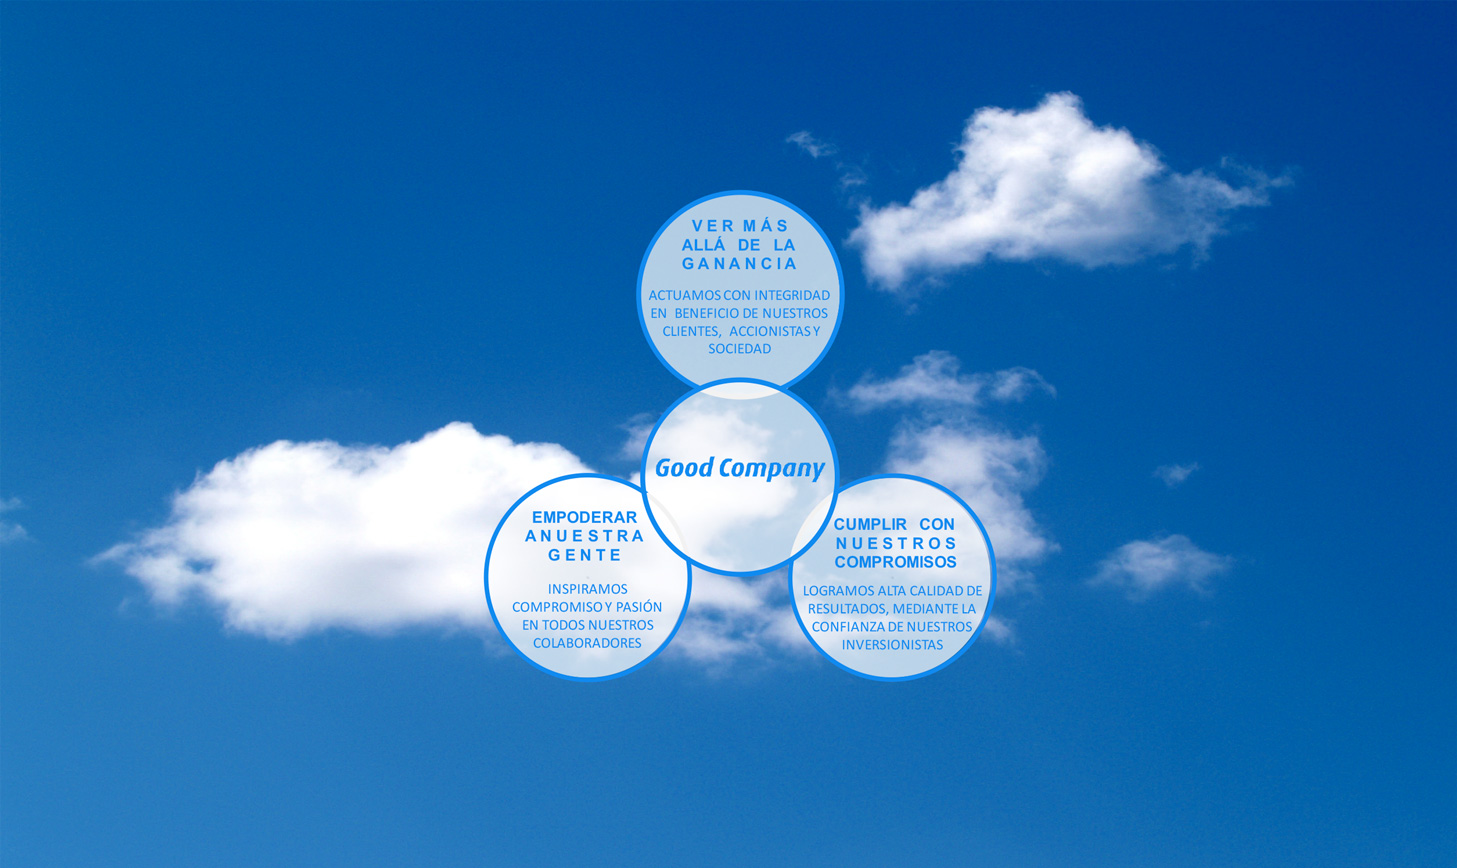 VER MÁS
ALLÁ DE LA
GANANCIA
ACTUAMOS CON INTEGRIDAD
EN BENEFICIO DE NUESTROS
CLIENTES, ACCIONISTAS Y
SOCIEDAD
Good Company
EMPODERAR
A NUESTRA
GENTE
INSPIRAMOS
COMPROMISO Y PASIÓN
EN TODOS NUESTROS
COLABORADORES
CUMPLIR CON
NUESTROS
COMPROMISOS
LOGRAMOS ALTA CALIDAD DE
RESULTADOS, MEDIANTE LA
CONFIANZA DE NUESTROS
INVERSIONISTAS